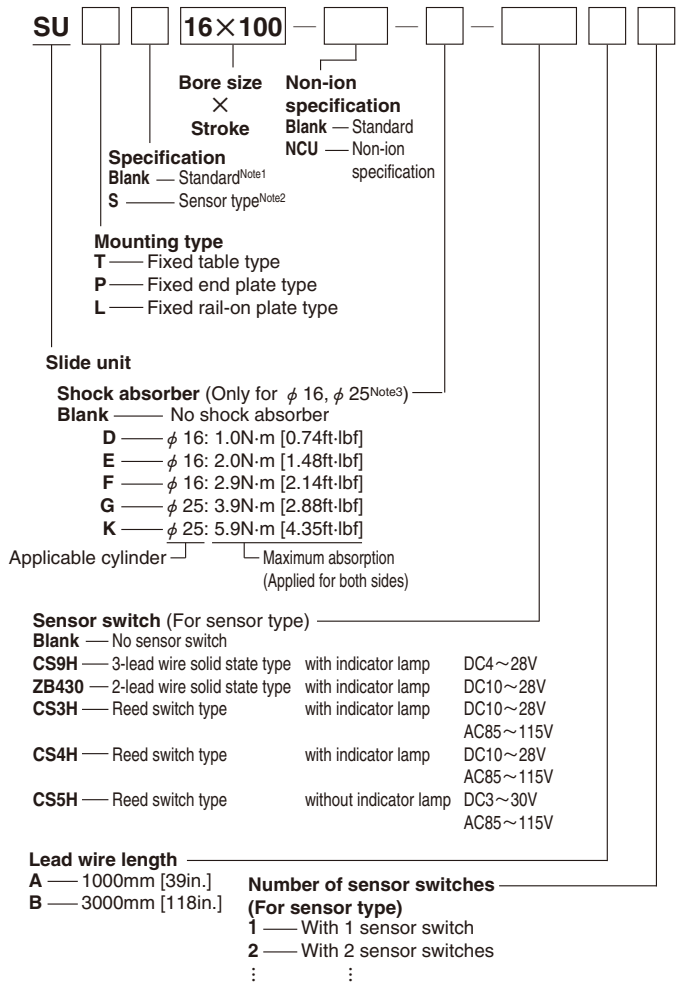 SU 16×100 — — —
Bore size
×
Stroke
Non-ion
specification
Blank — Standard
NCU — Non-ion
specification
Specification
Blank — Standard Note1
S — Sensor type Note2
Mounting type
T — Fixed table type
P — Fixed end plate type
L — Fixed rail-on plate type
Slide unit
Shock absorber (Only for φ 16, φ 25 Note3)
Blank — No shock absorber
D — φ 16: 1.0N·m [0.74ft·lbf]
E — φ 16: 2.0N·m [1.48ft·lbf]
F — φ 16: 2.9N·m [2.14ft·lbf]
G — φ 25: 3.9N·m [2.88ft·lbf]
K — φ 25: 5.9N·m [4.35ft·lbf]
Applicable cylinder
Maximum absorption
(Applied for both sides)
Sensor switch (For sensor type)
Blank — No sensor switch
CS9H — 3-lead wire solid state type with indicator lamp DC4～28V
ZB430 — 2-lead wire solid state type with indicator lamp DC10～28V
CS3H — Reed switch type with indicator lamp DC10～28V
AC85～115V
CS4H — Reed switch type with indicator lamp DC10～28V
AC85～115V
CS5H — Reed switch type without indicator lamp DC3～30V
AC85～115V
Lead wire length
A — 1000mm [39in.]
B — 3000mm [118in.]
Number of sensor switches
(For sensor type)
1 — With 1 sensor switch
2 — With 2 sensor switches
⋮ ⋮